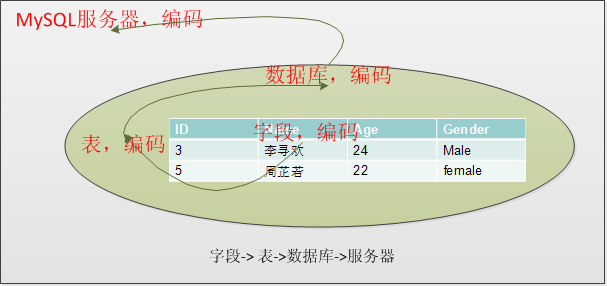 MySQL服务器，编码
数据库，编码
表，编码
字段，编码
ID Name Age Gender
3 李寻欢 24 Male
5 周芷若 22 female
字段-> 表->数据库->服务器